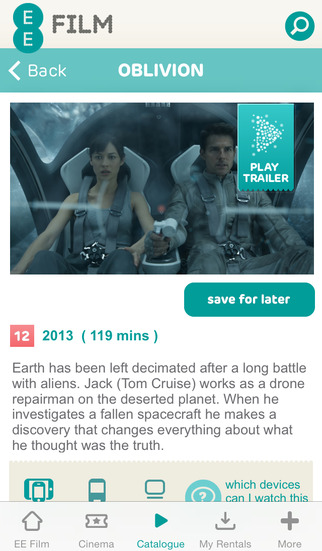 EE FILM
Back OBLIVION
PLAY
TRAILER
save for later
12 2013 ( 119 mins )
Earth has been left decimated after a long battle
with aliens. Jack (Tom Cruise) works as a drone
repairman on the deserted planet. When he
investigates a fallen spacecraft he makes a
discovery that changes everything about what
he thought was the truth.
? which devices
can I watch this
EE Film Cinema Catalogue My Rentals More